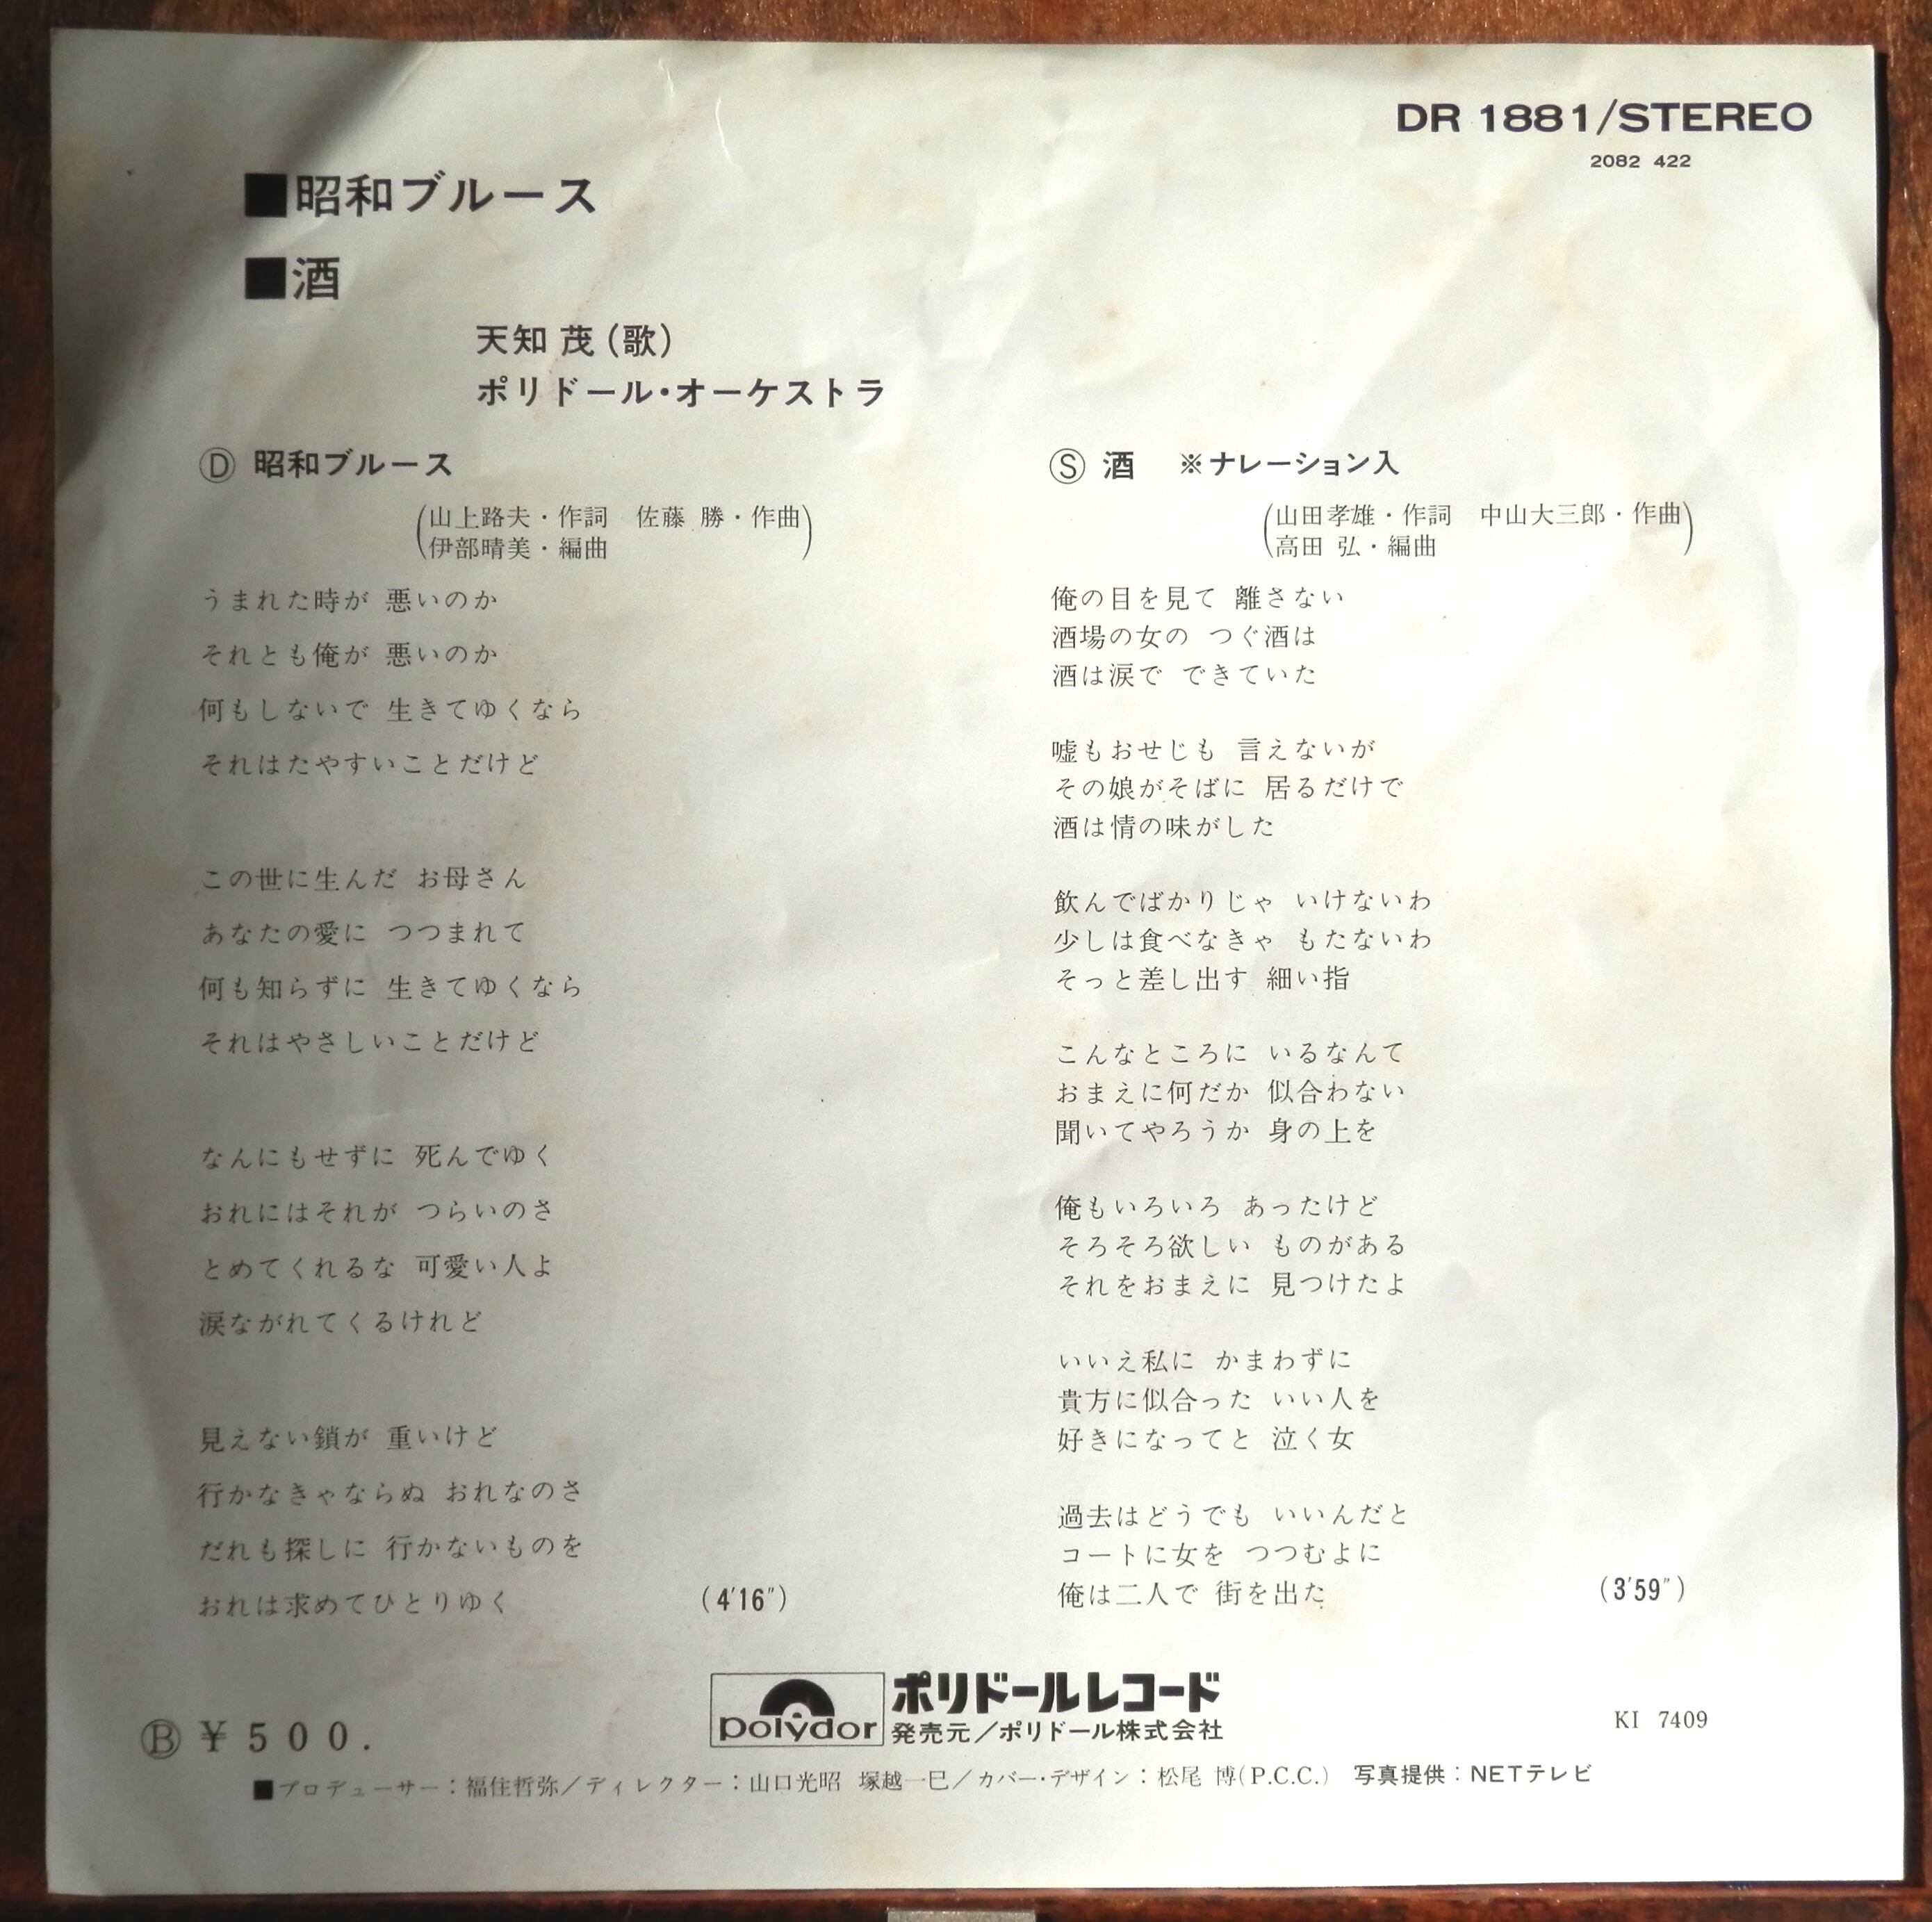 DR 1881/STEREO
2082 422
■昭和ブルース
■酒
天知 茂(歌)
ポリドール・オーケストラ
Ⓓ 昭和ブルース
(山上路夫・作詞 佐藤 勝・作曲)
伊部晴美・編曲
うまれた時が 悪いのか
それとも俺が 悪いのか
何もしないで 生きてゆくなら
それはたやすいことだけど
この世に生んだ お母さん
あなたの愛に つつまれて
何も知らずに 生きてゆくなら
それはやさしいことだけど
なんにもせずに 死んでゆく
おれにはそれが つらいのさ
とめてくれるな 可愛い人よ
涙ながれてくるけれど
見えない鎖が 重いけど
行かなきゃならぬ おれなのさ
だれも探しに 行かないものを
おれは求めてひとりゆく
(4′16″)
Ⓢ 酒 ※ナレーション入
(山田孝雄・作詞 中山大三郎・作曲)
高田 弘・編曲
俺の目を見て 離さない
酒場の女の つぐ酒は
酒は涙で できていた
嘘もおせじも 言えないが
その娘がそばに 居るだけで
酒は情の味がした
飲んでばかりじゃ いけないわ
少しは食べなきゃ もたないわ
そっと差し出す 細い指
こんなところに いるなんて
おまえに何だか 似合わない
聞いてやろうか 身の上を
俺もいろいろ あったけど
そろそろ欲しい ものがある
それをおまえに 見つけたよ
いいえ私に かまわずに
貴方に似合った いい人を
好きになってと 泣く女
過去はどうでも いいんだと
コートに女を つつむよに
俺は二人で 街を出た
(3′59″)
Ⓑ ¥500.
polydor
ポリドールレコード
発売元/ポリドール株式会社
KI 7409
■プロデューサー:福住哲弥/ディレクター:山口光昭 塚越一巳/カバー・デザイン:松尾 博(P.C.C.) 写真提供:NETテレビ